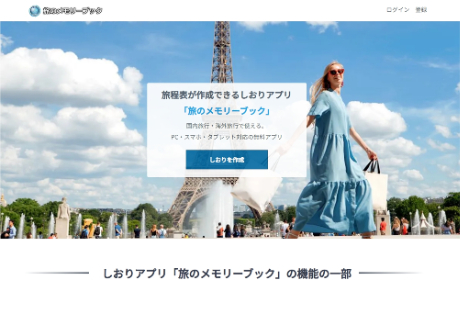 旅のメモリーブック
ログイン 登録
旅程表が作成できるしおりアプリ
「旅のメモリーブック」
国内旅行・海外旅行で使える、
PC・スマホ・タブレット対応の無料アプリ
しおりを作成
しおりアプリ「旅のメモリーブック」の機能の一部